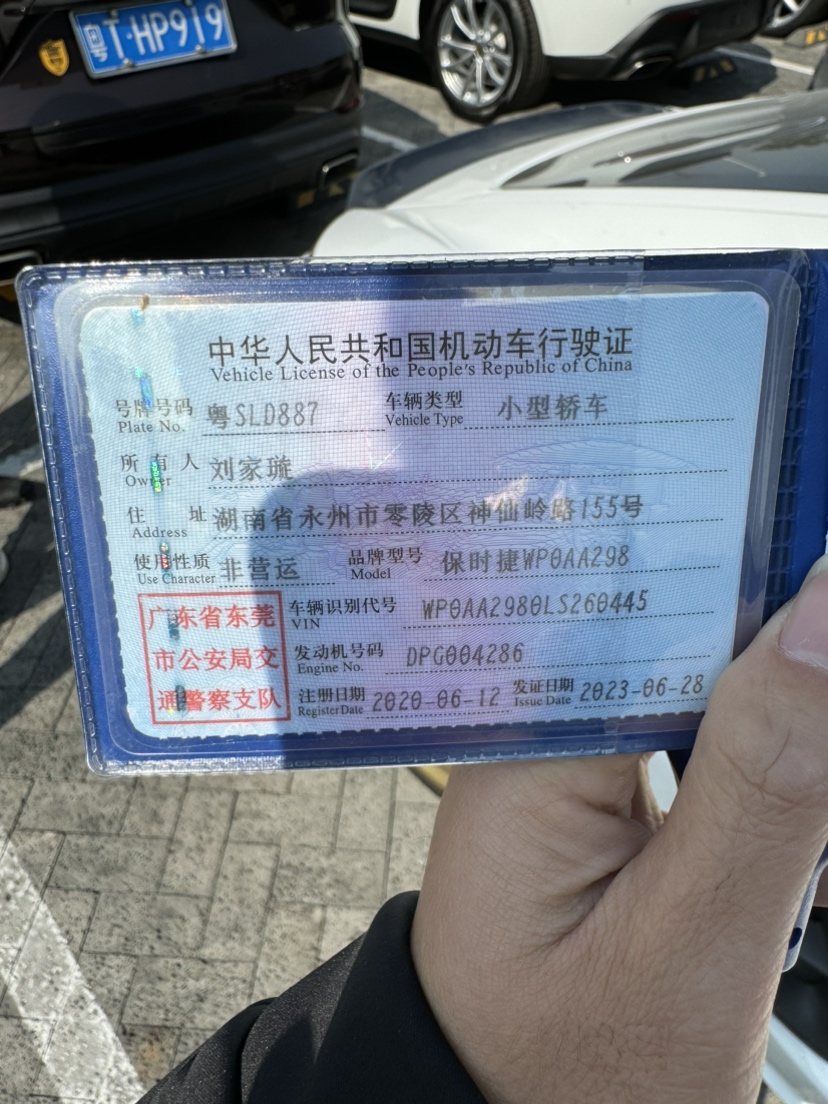 粤T·HP919
中华人民共和国机动车行驶证
Vehicle License of the People's Republic of China
号牌号码 粤SLD887 车辆类型 小型轿车
Plate No. Vehicle Type
所有人 刘家璇
Owner
住址 湖南省永州市零陵区神仙岭路155号
Address
使用性质 非营运 品牌型号 保时捷WP0AA298
Use Character Model
广东省东莞 车辆识别代号 WP0AA2980LS260445
VIN
市公安局交 发动机号码 DPG004286
Engine No.
通警察支队 注册日期 2020-06-12 发证日期 2023-06-28
Register Date Issue Date